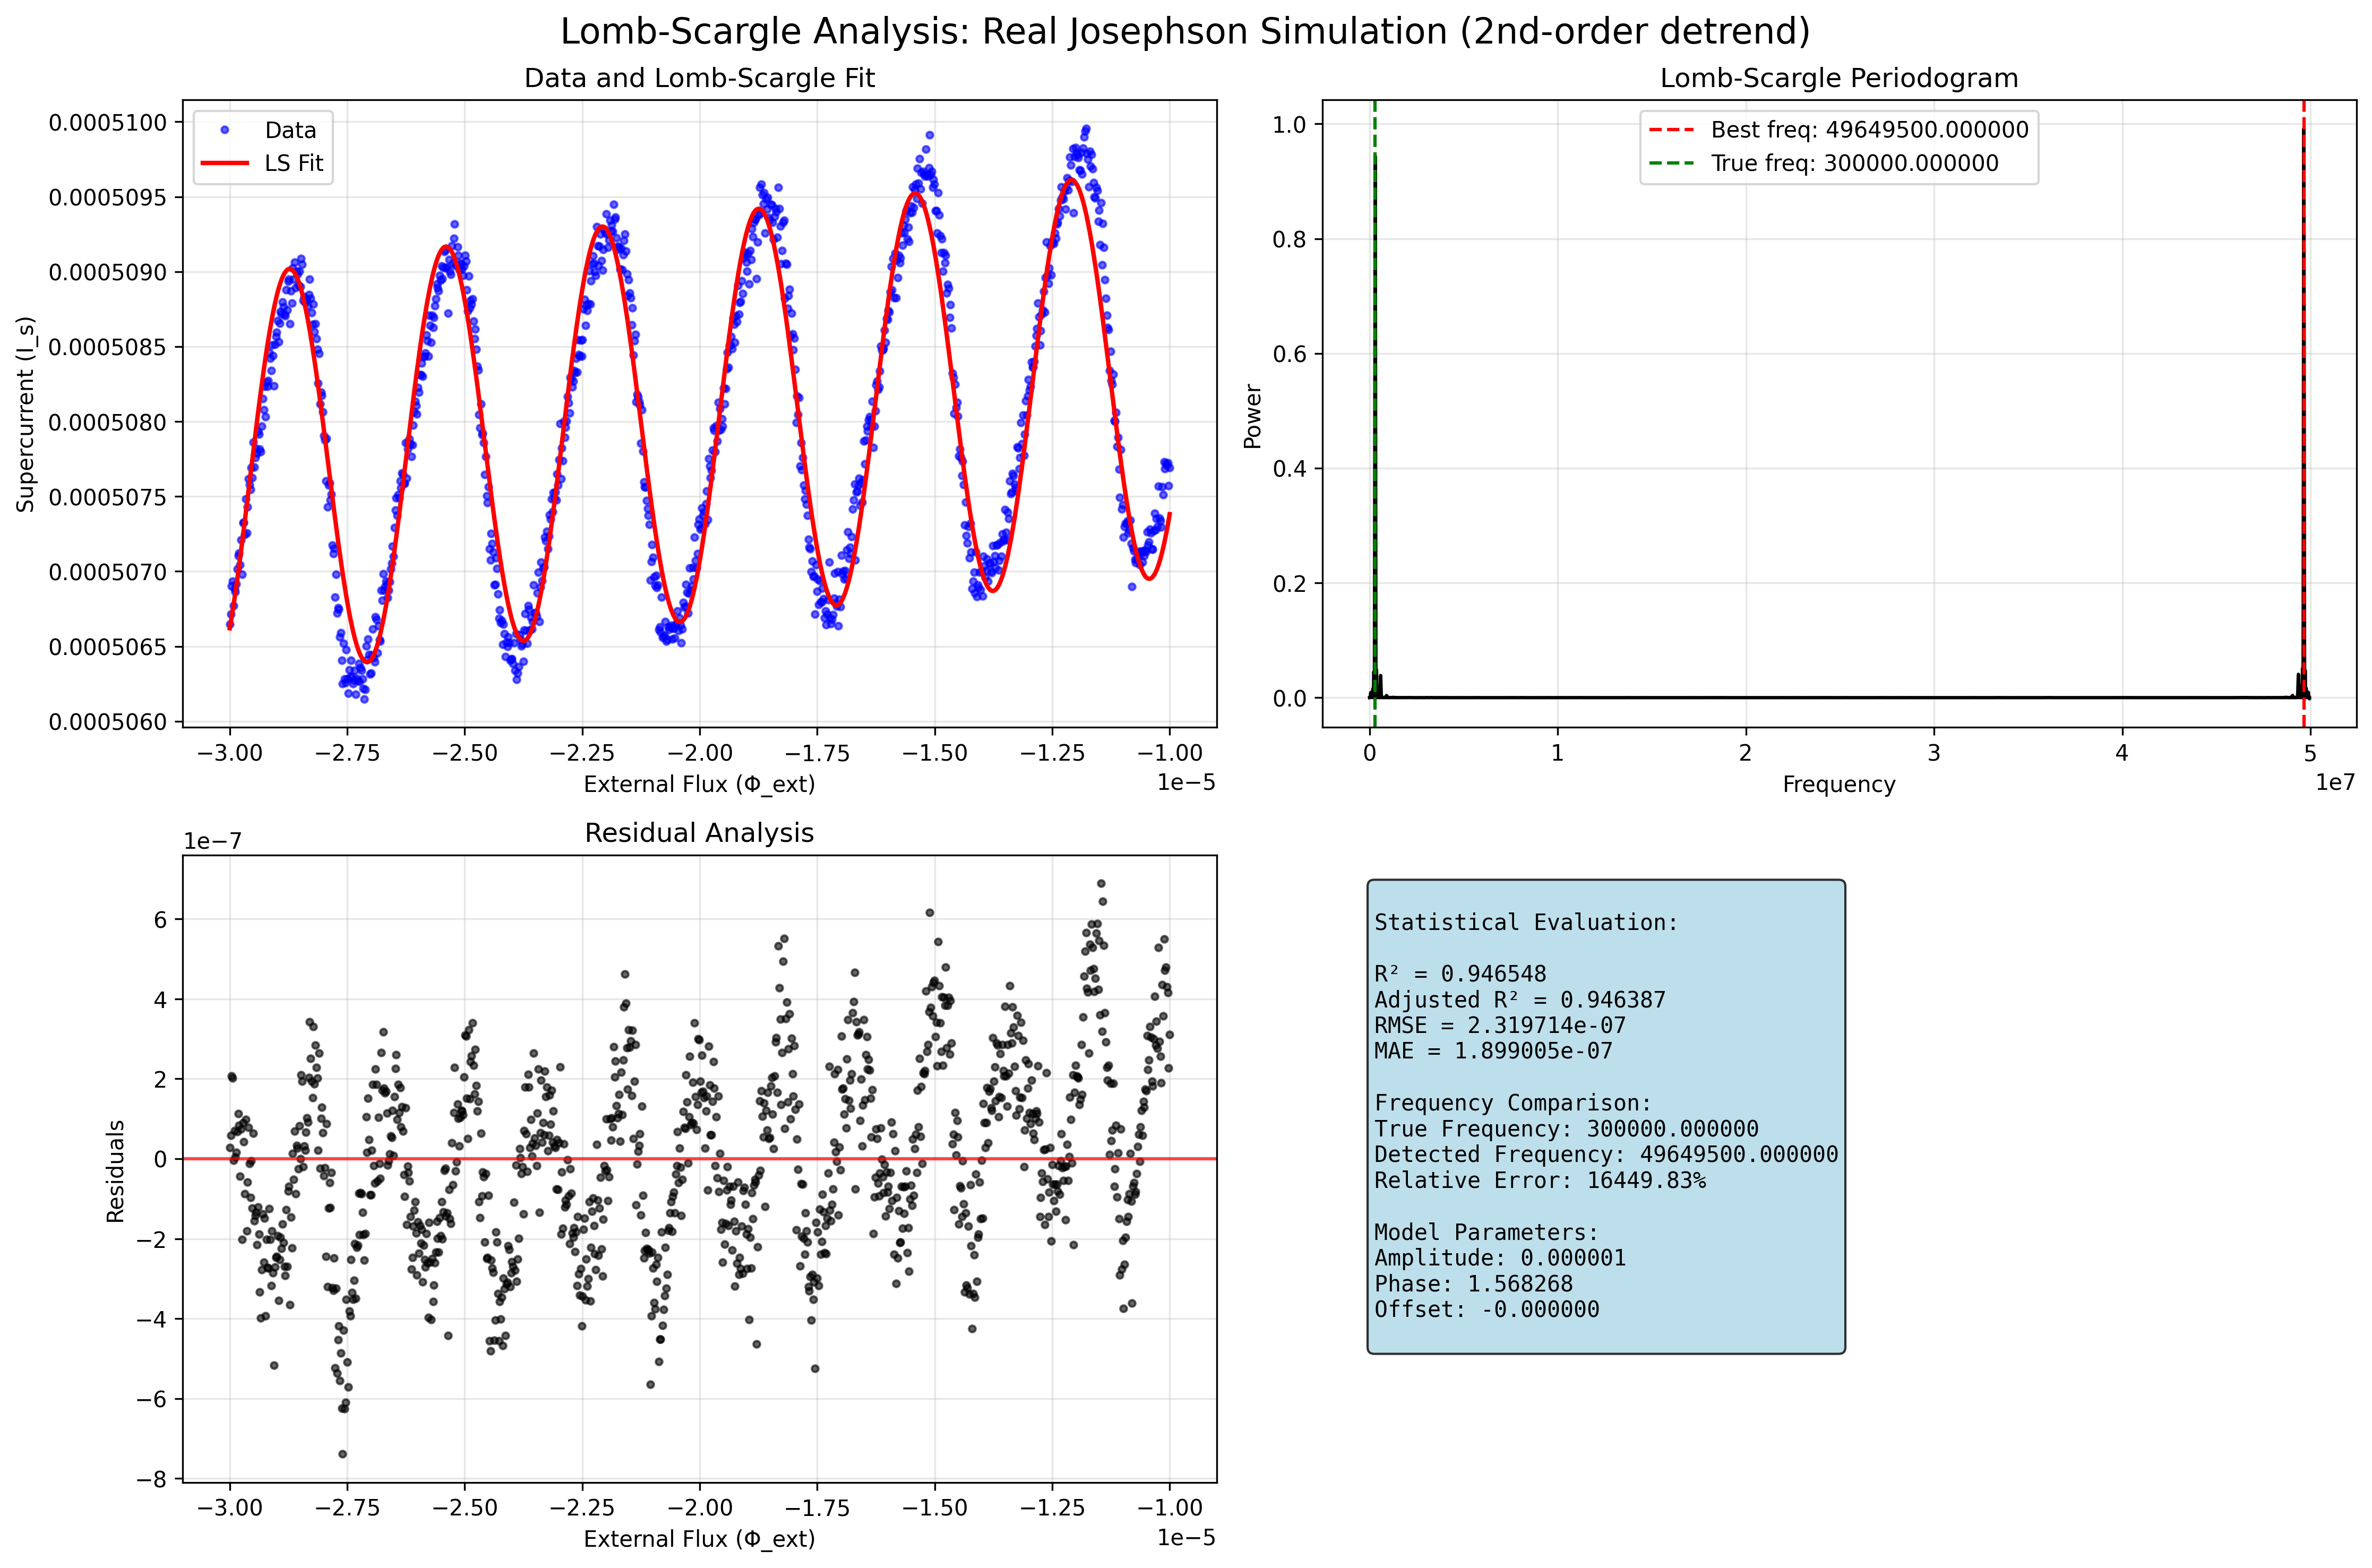 Lomb-Scargle Analysis: Real Josephson Simulation (2nd-order detrend)
Data and Lomb-Scargle Fit
Data
LS Fit
Supercurrent (I_s)
0.0005100
0.0005095
0.0005090
0.0005085
0.0005080
0.0005075
0.0005070
0.0005065
0.0005060
−3.00 −2.75 −2.50 −2.25 −2.00 −1.75 −1.50 −1.25 −1.00
1e−5
External Flux (Φ_ext)
Lomb-Scargle Periodogram
Best freq: 49649500.000000
True freq: 300000.000000
Power
1.0
0.8
0.6
0.4
0.2
0.0
0 1 2 3 4 5
1e7
Frequency
Residual Analysis
1e−7
Residuals
6
4
2
0
−2
−4
−6
−8
−3.00 −2.75 −2.50 −2.25 −2.00 −1.75 −1.50 −1.25 −1.00
1e−5
External Flux (Φ_ext)
Statistical Evaluation:
R² = 0.946548
Adjusted R² = 0.946387
RMSE = 2.319714e-07
MAE = 1.899005e-07
Frequency Comparison:
True Frequency: 300000.000000
Detected Frequency: 49649500.000000
Relative Error: 16449.83%
Model Parameters:
Amplitude: 0.000001
Phase: 1.568268
Offset: -0.000000